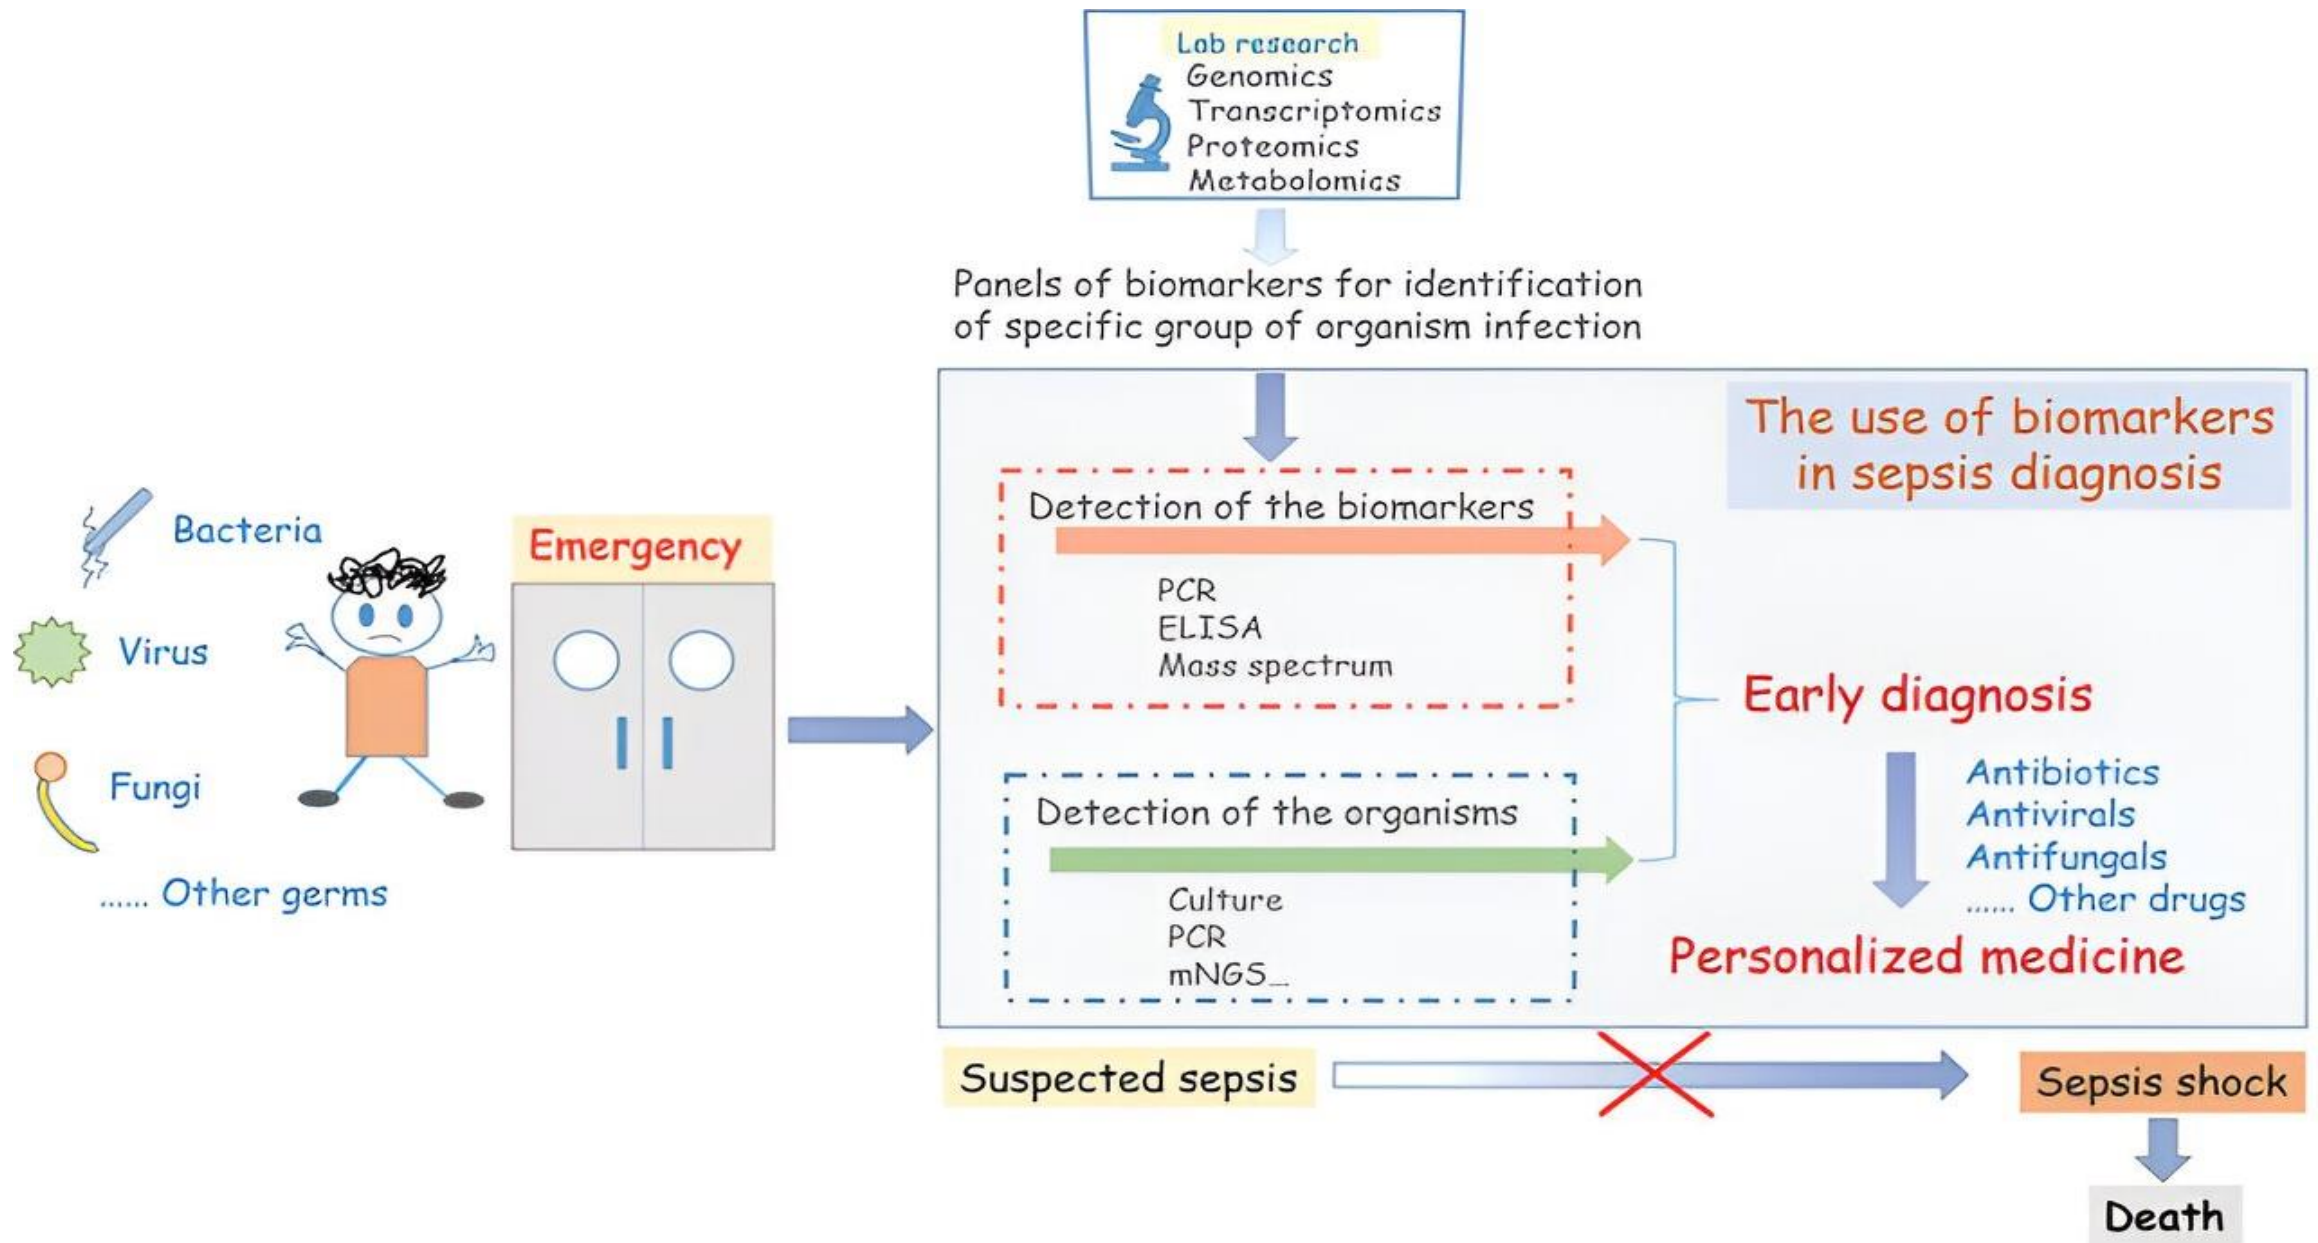 Lab research
Genomics
Transcriptomics
Proteomics
Metabolomics
Panels of biomarkers for identification
of specific group of organism infection
The use of biomarkers
in sepsis diagnosis
Bacteria
Virus
Fungi
...... Other germs
Emergency
Detection of the biomarkers
PCR
ELISA
Mass spectrum
Detection of the organisms
Culture
PCR
mNGS...
Early diagnosis
Antibiotics
Antivirals
Antifungals
...... Other drugs
Personalized medicine
Suspected sepsis
Sepsis shock
Death